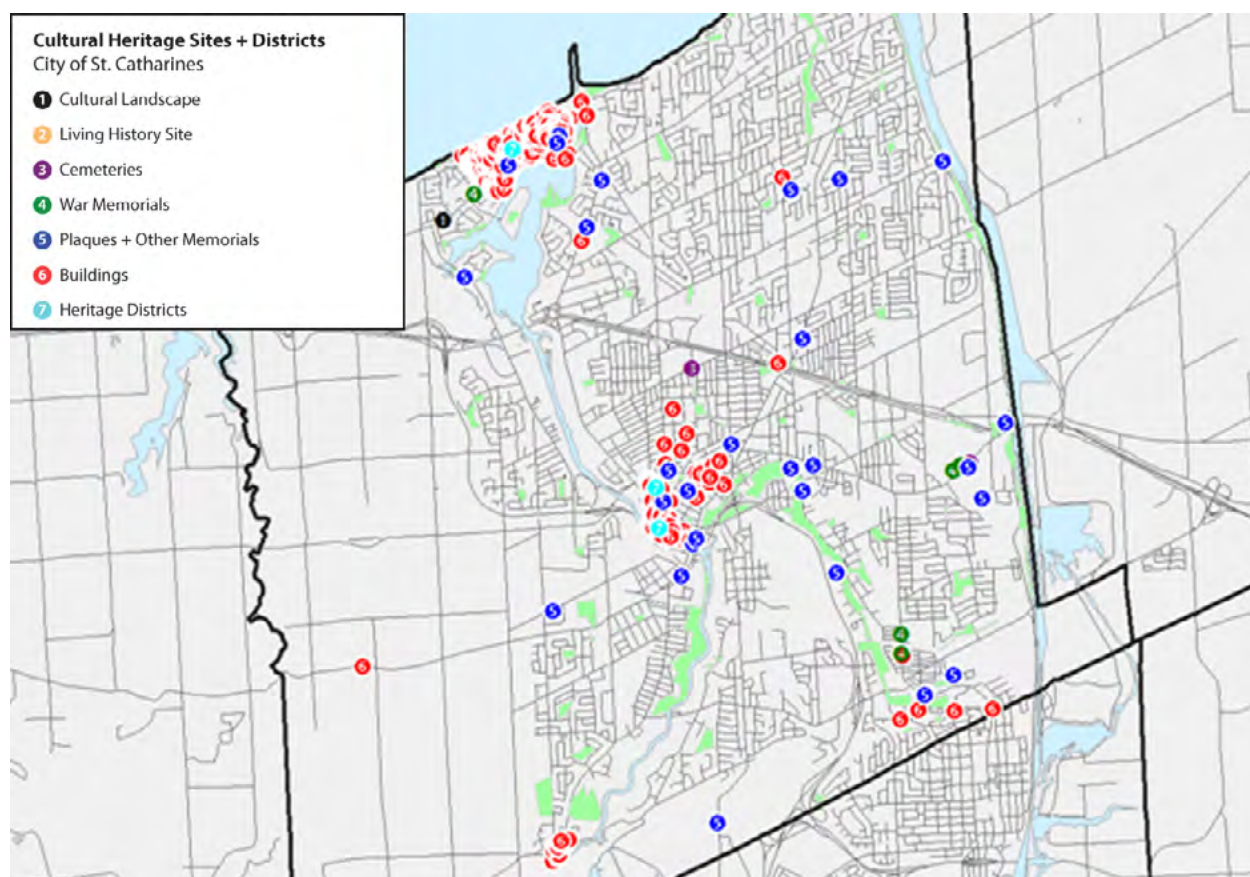 Cultural Heritage Sites + Districts
City of St. Catharines
1 Cultural Landscape
2 Living History Site
3 Cemeteries
4 War Memorials
5 Plaques + Other Memorials
6 Buildings
7 Heritage Districts